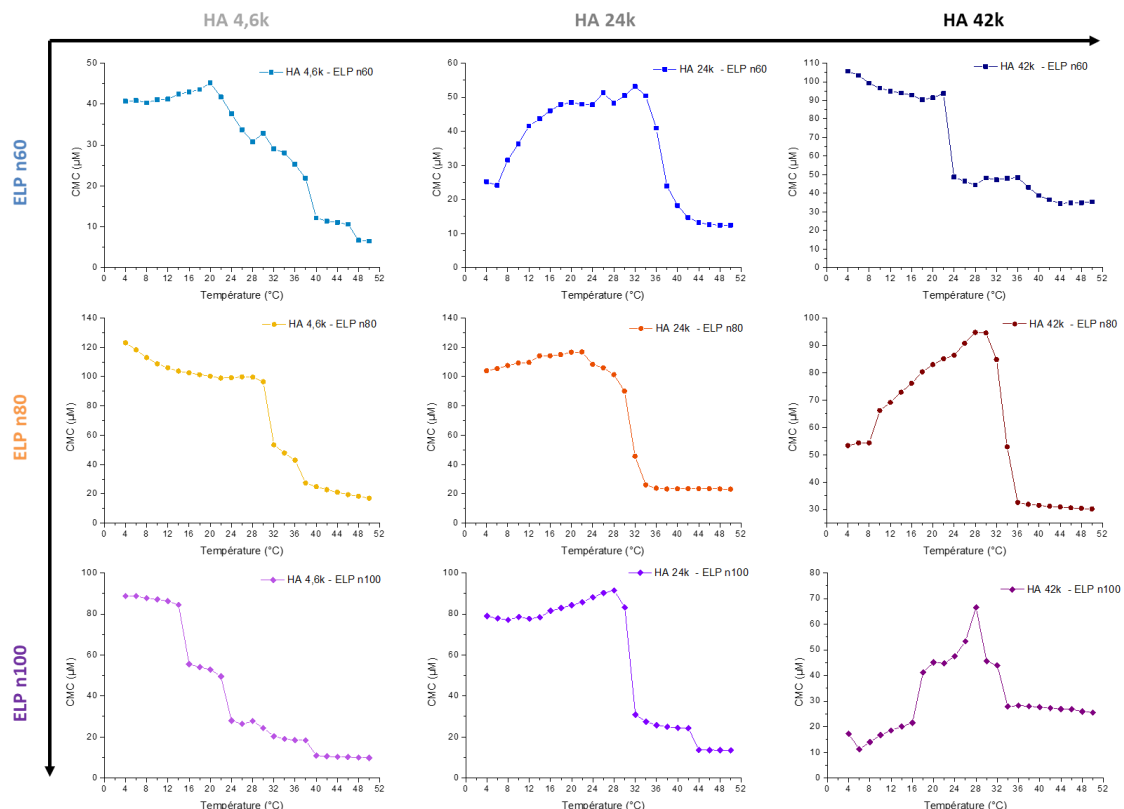 HA 4,6k HA 24k HA 42k
ELP n60
HA 4,6k - ELP n60
CMC (µM)
50
40
30
20
10
0
0 4 8 12 16 20 24 28 32 36 40 44 48 52
Température (°C)
HA 24k - ELP n60
CMC (µM)
60
50
40
30
20
10
0
0 4 8 12 16 20 24 28 32 36 40 44 48 52
Température (°C)
HA 42k - ELP n60
CMC (µM)
110
100
90
80
70
60
50
40
30
20
10
0
0 4 8 12 16 20 24 28 32 36 40 44 48 52
Température (°C)
ELP n80
HA 4,6k - ELP n80
CMC (µM)
140
120
100
80
60
40
20
0
0 4 8 12 16 20 24 28 32 36 40 44 48 52
Température (°C)
HA 24k - ELP n80
CMC (µM)
140
120
100
80
60
40
20
0
0 4 8 12 16 20 24 28 32 36 40 44 48 52
Température (°C)
HA 42k - ELP n80
CMC (µM)
100
90
80
70
60
50
40
30
0 4 8 12 16 20 24 28 32 36 40 44 48 52
Température (°C)
ELP n100
HA 4,6k - ELP n100
CMC (µM)
100
80
60
40
20
0
0 4 8 12 16 20 24 28 32 36 40 44 48 52
Température (°C)
HA 24k - ELP n100
CMC (µM)
100
80
60
40
20
0
0 4 8 12 16 20 24 28 32 36 40 44 48 52
Température (°C)
HA 42k - ELP n100
CMC (µM)
80
70
60
50
40
30
20
10
0
0 4 8 12 16 20 24 28 32 36 40 44 48 52
Température (°C)